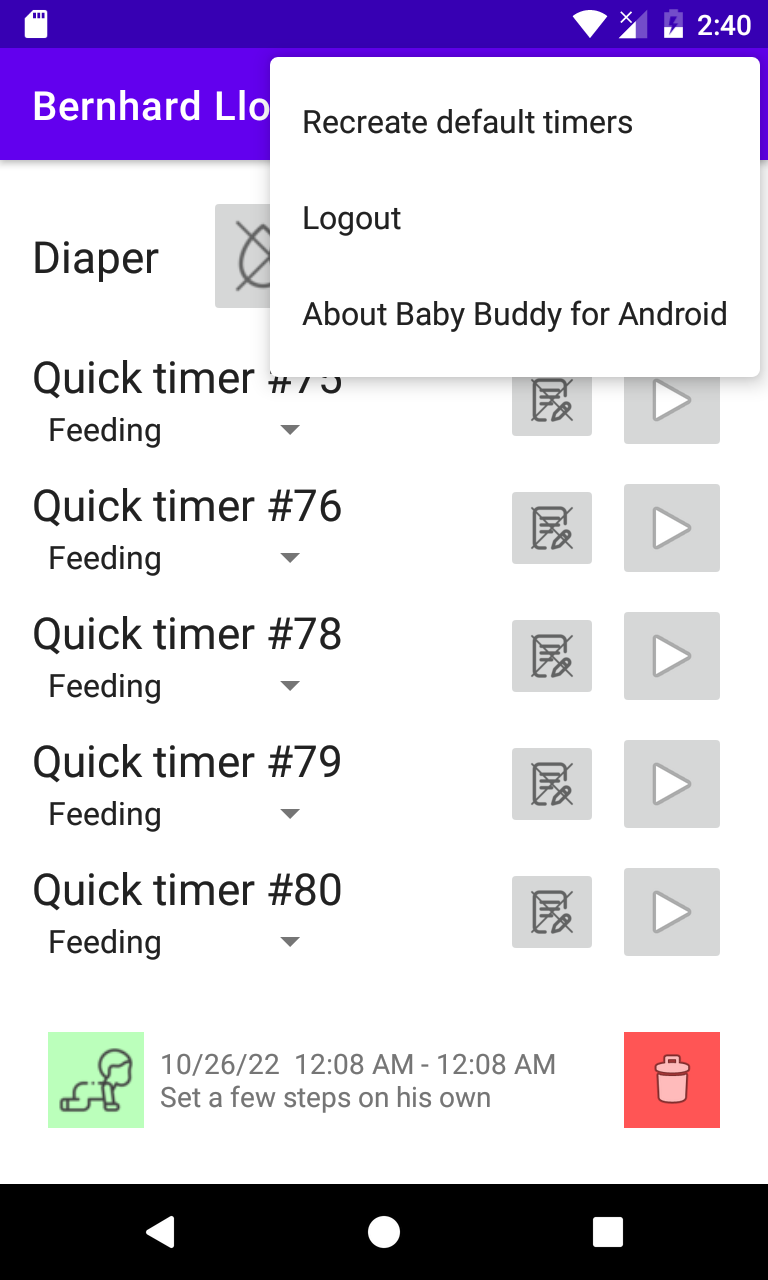 2:40
Bernhard Llo
Recreate default timers
Logout
About Baby Buddy for Android
Diaper
Quick timer #75
Feeding
Quick timer #76
Feeding
Quick timer #78
Feeding
Quick timer #79
Feeding
Quick timer #80
Feeding
10/26/22 12:08 AM - 12:08 AM
Set a few steps on his own